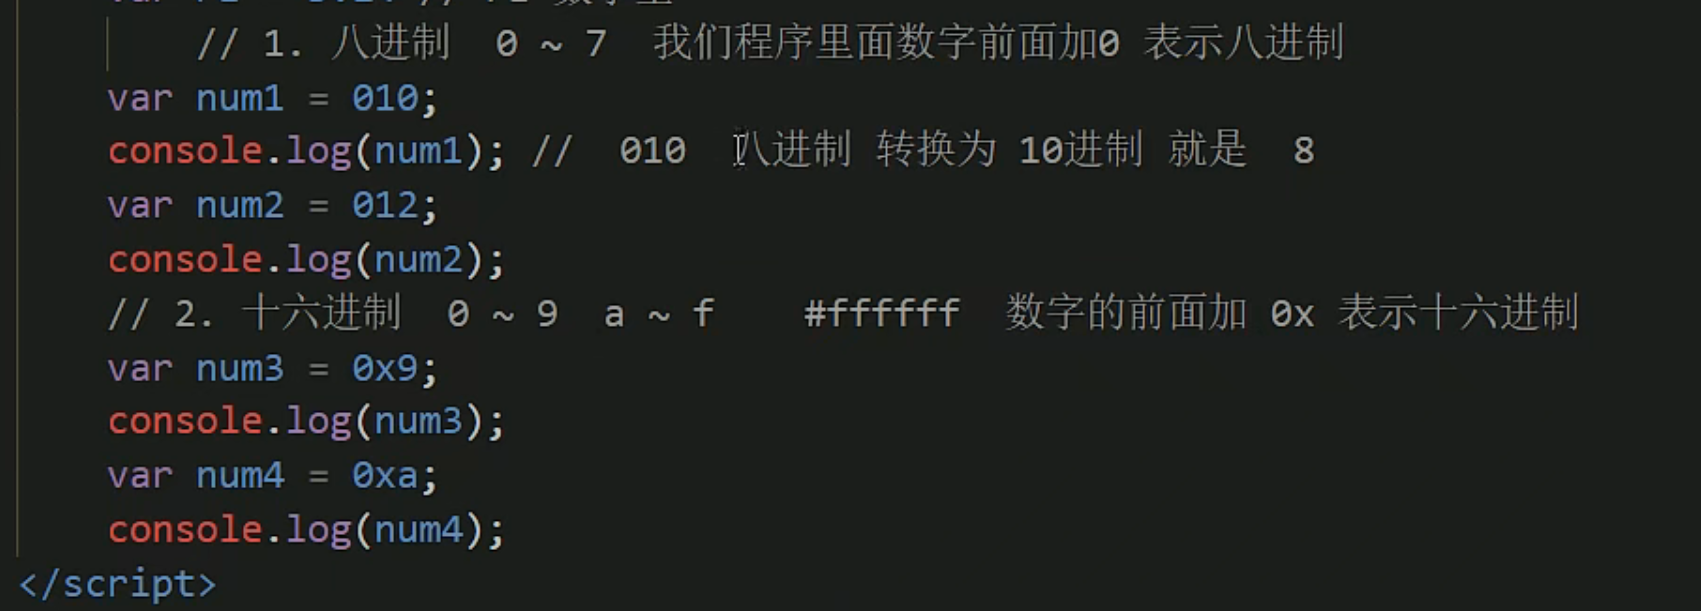 // 1. 八进制 0 ~ 7 我们程序里面数字前面加0 表示八进制
var num1 = 010;
console.log(num1); // 010 八进制 转换为 10进制 就是 8
var num2 = 012;
console.log(num2);
// 2. 十六进制 0 ~ 9 a ~ f #ffffff 数字的前面加 0x 表示十六进制
var num3 = 0x9;
console.log(num3);
var num4 = 0xa;
console.log(num4);
</script>